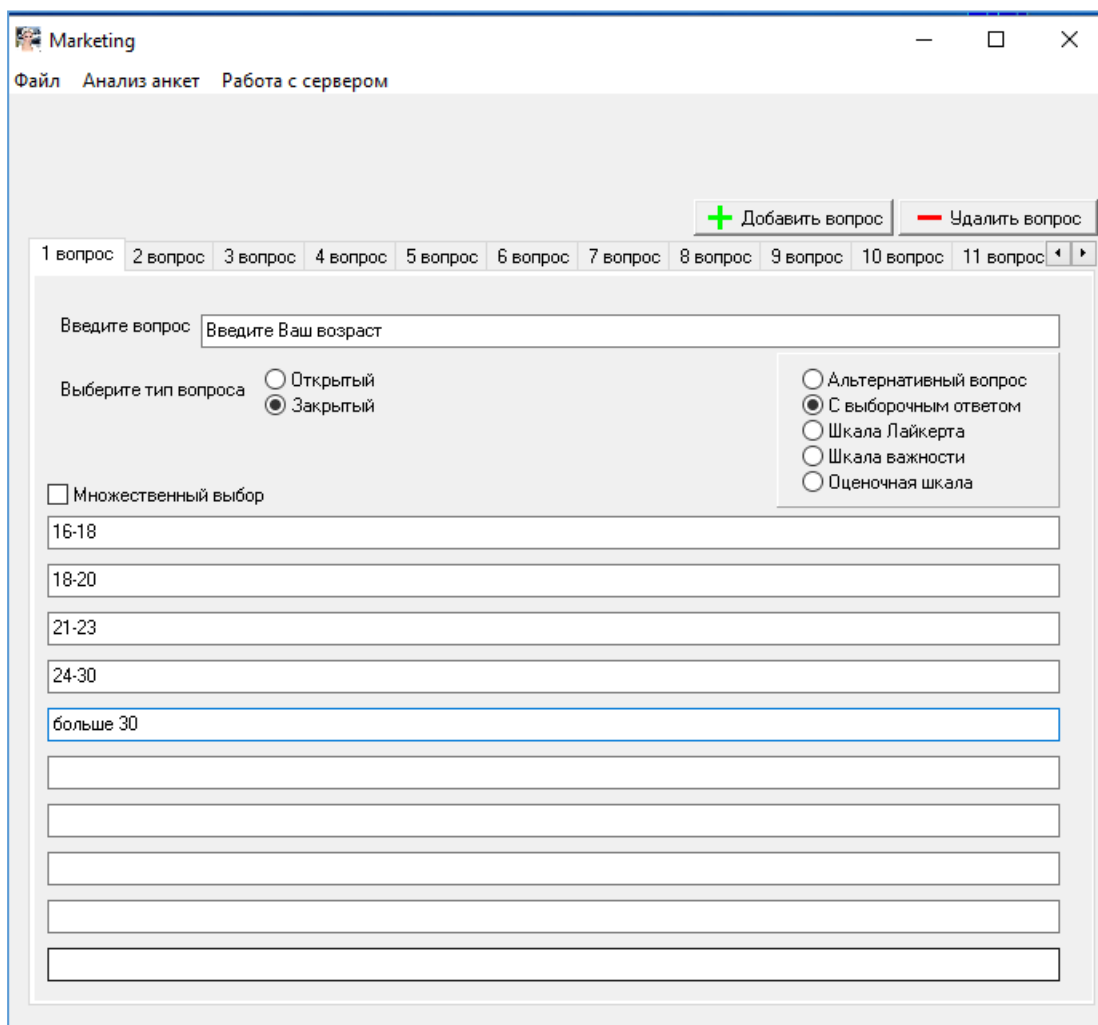 Marketing
Файл Анализ анкет Работа с сервером
Добавить вопрос Удалить вопрос
1 вопрос 2 вопрос 3 вопрос 4 вопрос 5 вопрос 6 вопрос 7 вопрос 8 вопрос 9 вопрос 10 вопрос 11 вопрос
Введите вопрос Введите Ваш возраст
Выберите тип вопроса
Открытый
Закрытый
Альтернативный вопрос
С выборочным ответом
Шкала Лайкерта
Шкала важности
Оценочная шкала
Множественный выбор
16-18
18-20
21-23
24-30
больше 30